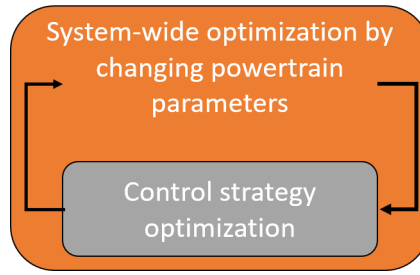 System-wide optimization by
changing powertrain
parameters
Control strategy
optimization